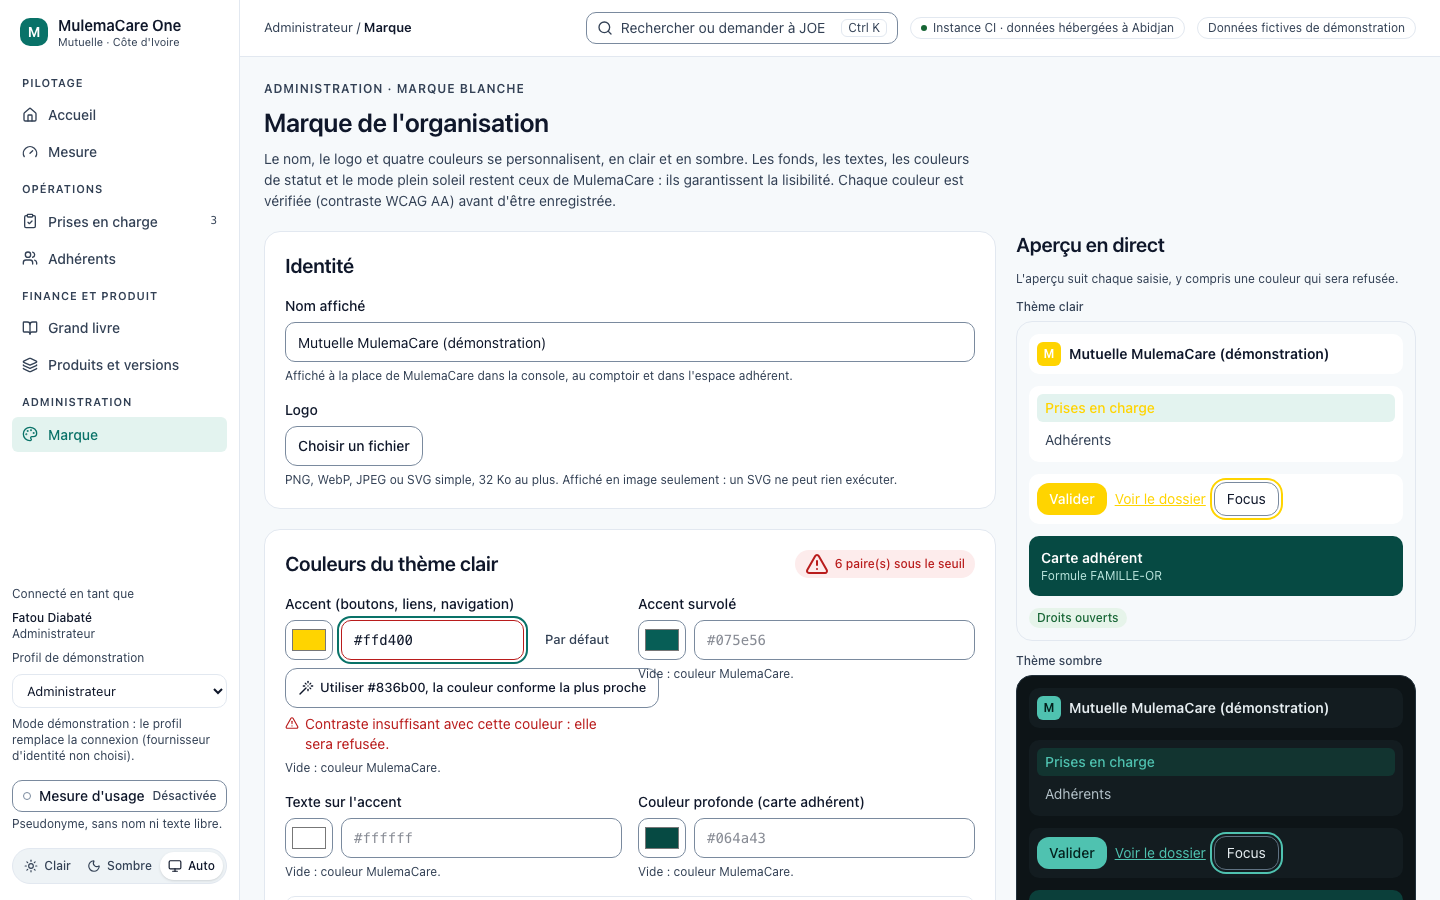 M
MulemaCare One
Mutuelle · Côte d'Ivoire
PILOTAGE
Accueil
Mesure
OPÉRATIONS
Prises en charge 3
Adhérents
FINANCE ET PRODUIT
Grand livre
Produits et versions
ADMINISTRATION
Marque
Connecté en tant que
Fatou Diabaté
Administrateur
Profil de démonstration
Administrateur
Mode démonstration : le profil
remplace la connexion (fournisseur
d'identité non choisi).
Mesure d'usage Désactivée
Pseudonyme, sans nom ni texte libre.
Clair Sombre Auto
Administrateur / Marque
Rechercher ou demander à JOE Ctrl K
Instance CI · données hébergées à Abidjan
Données fictives de démonstration
ADMINISTRATION · MARQUE BLANCHE
Marque de l'organisation
Le nom, le logo et quatre couleurs se personnalisent, en clair et en sombre. Les fonds, les textes, les couleurs
de statut et le mode plein soleil restent ceux de MulemaCare : ils garantissent la lisibilité. Chaque couleur est
vérifiée (contraste WCAG AA) avant d'être enregistrée.
Identité
Nom affiché
Mutuelle MulemaCare (démonstration)
Affiché à la place de MulemaCare dans la console, au comptoir et dans l'espace adhérent.
Logo
Choisir un fichier
PNG, WebP, JPEG ou SVG simple, 32 Ko au plus. Affiché en image seulement : un SVG ne peut rien exécuter.
Couleurs du thème clair
6 paire(s) sous le seuil
Accent (boutons, liens, navigation)
#ffd400
Par défaut
Utiliser #836b00, la couleur conforme la plus proche
Contraste insuffisant avec cette couleur : elle
sera refusée.
Vide : couleur MulemaCare.
Accent survolé
#075e56
Vide : couleur MulemaCare.
Texte sur l'accent
#ffffff
Vide : couleur MulemaCare.
Couleur profonde (carte adhérent)
#064a43
Vide : couleur MulemaCare.
Aperçu en direct
L'aperçu suit chaque saisie, y compris une couleur qui sera refusée.
Thème clair
M Mutuelle MulemaCare (démonstration)
Prises en charge
Adhérents
Valider Voir le dossier Focus
Carte adhérent
Formule FAMILLE-OR
Droits ouverts
Thème sombre
M Mutuelle MulemaCare (démonstration)
Prises en charge
Adhérents
Valider Voir le dossier Focus